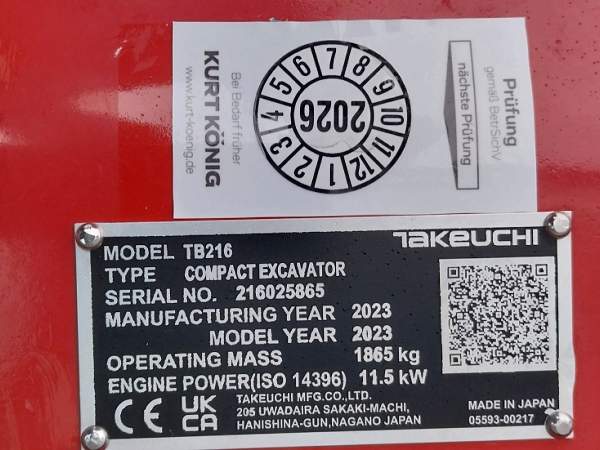 Prüfung
gemäß BetrSichV
nächste Prüfung
1 2 3 4 5 6 7 8 9 10 11 12
2026
Bei Bedarf früher
KURT KÖNIG
www.kurt-koenig.de
TAKEUCHI
MODEL TB216
TYPE COMPACT EXCAVATOR
SERIAL NO. 216025865
MANUFACTURING YEAR 2023
MODEL YEAR 2023
OPERATING MASS 1865 kg
ENGINE POWER(ISO 14396) 11.5 kW
CE UK CA
TAKEUCHI MFG.CO.,LTD.
205 UWADAIRA SAKAKI-MACHI,
HANISHINA-GUN,NAGANO JAPAN
MADE IN JAPAN
05593-00217